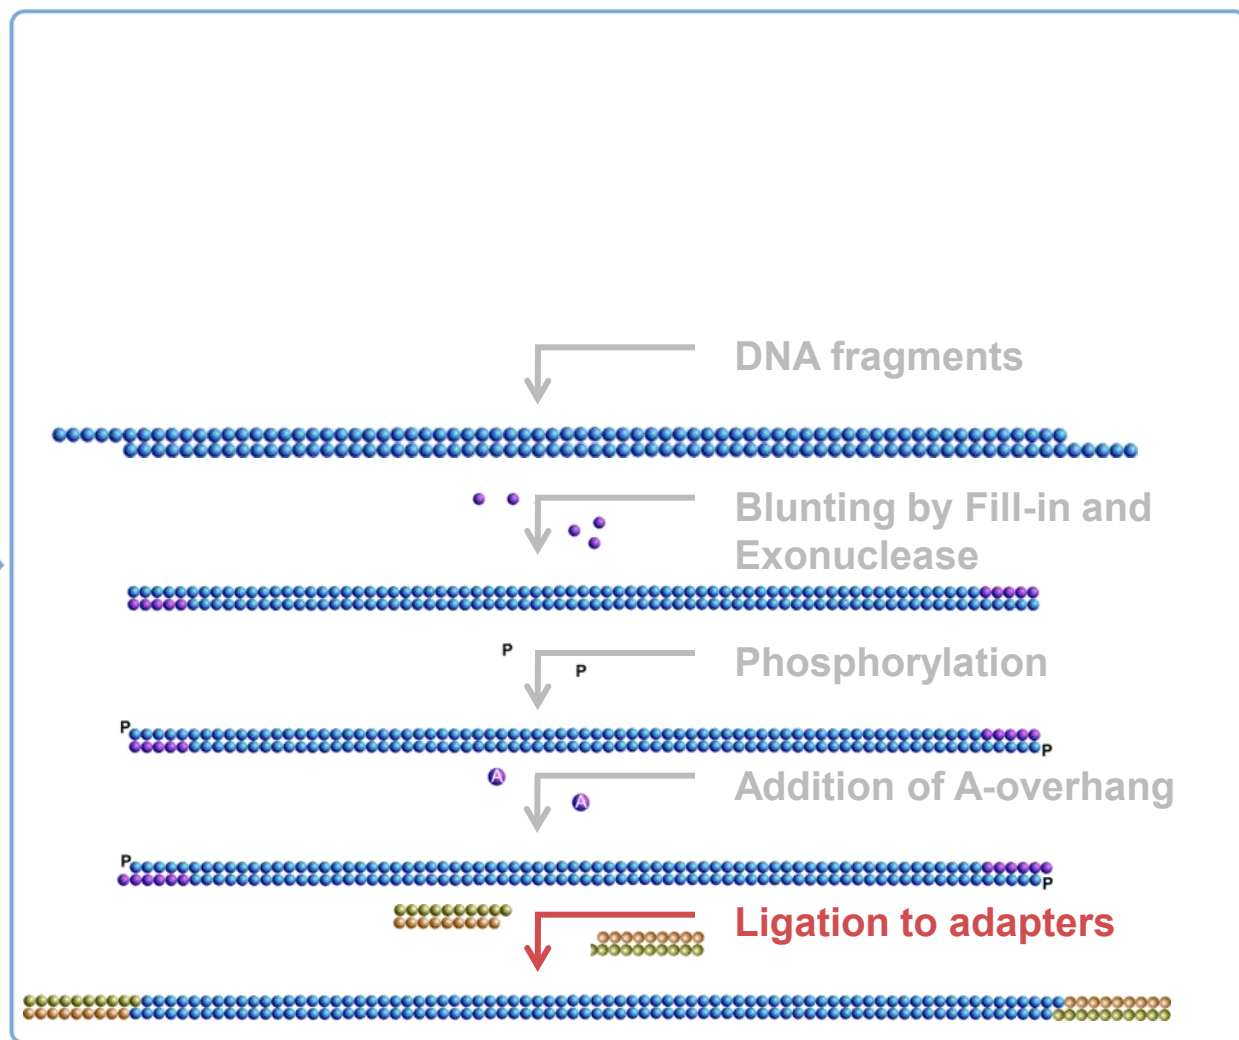 DNA fragments
Blunting by Fill-in and
Exonuclease
P
P
Phosphorylation
P
P
A
A
Addition of A-overhang
P
P
Ligation to adapters